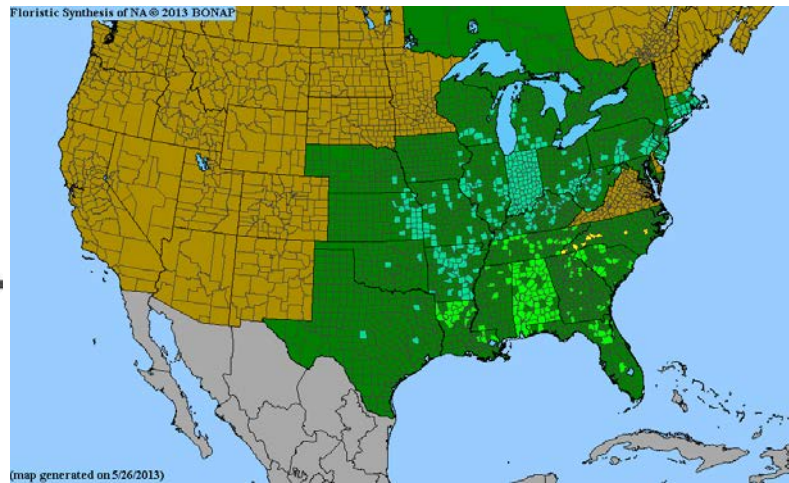 Floristic Synthesis of NA © 2013 BONAP
(map generated on 5/26/2013)